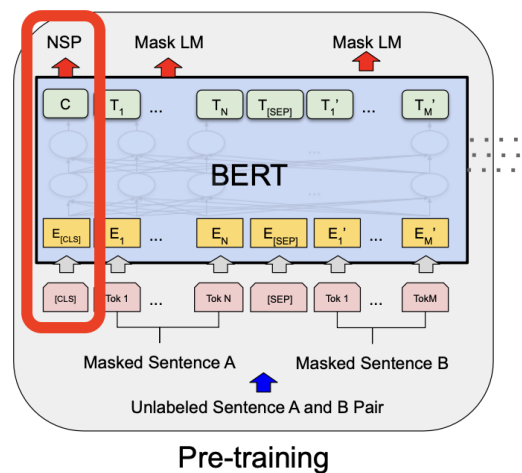 NSP Mask LM Mask LM
C T1 ... TN T[SEP] T1' ... TM'
...
BERT
E[CLS] E1 ... EN E[SEP] E1' ... EM'
[CLS] Tok 1 ... Tok N [SEP] Tok 1 ... TokM
Masked Sentence A Masked Sentence B
Unlabeled Sentence A and B Pair
Pre-training